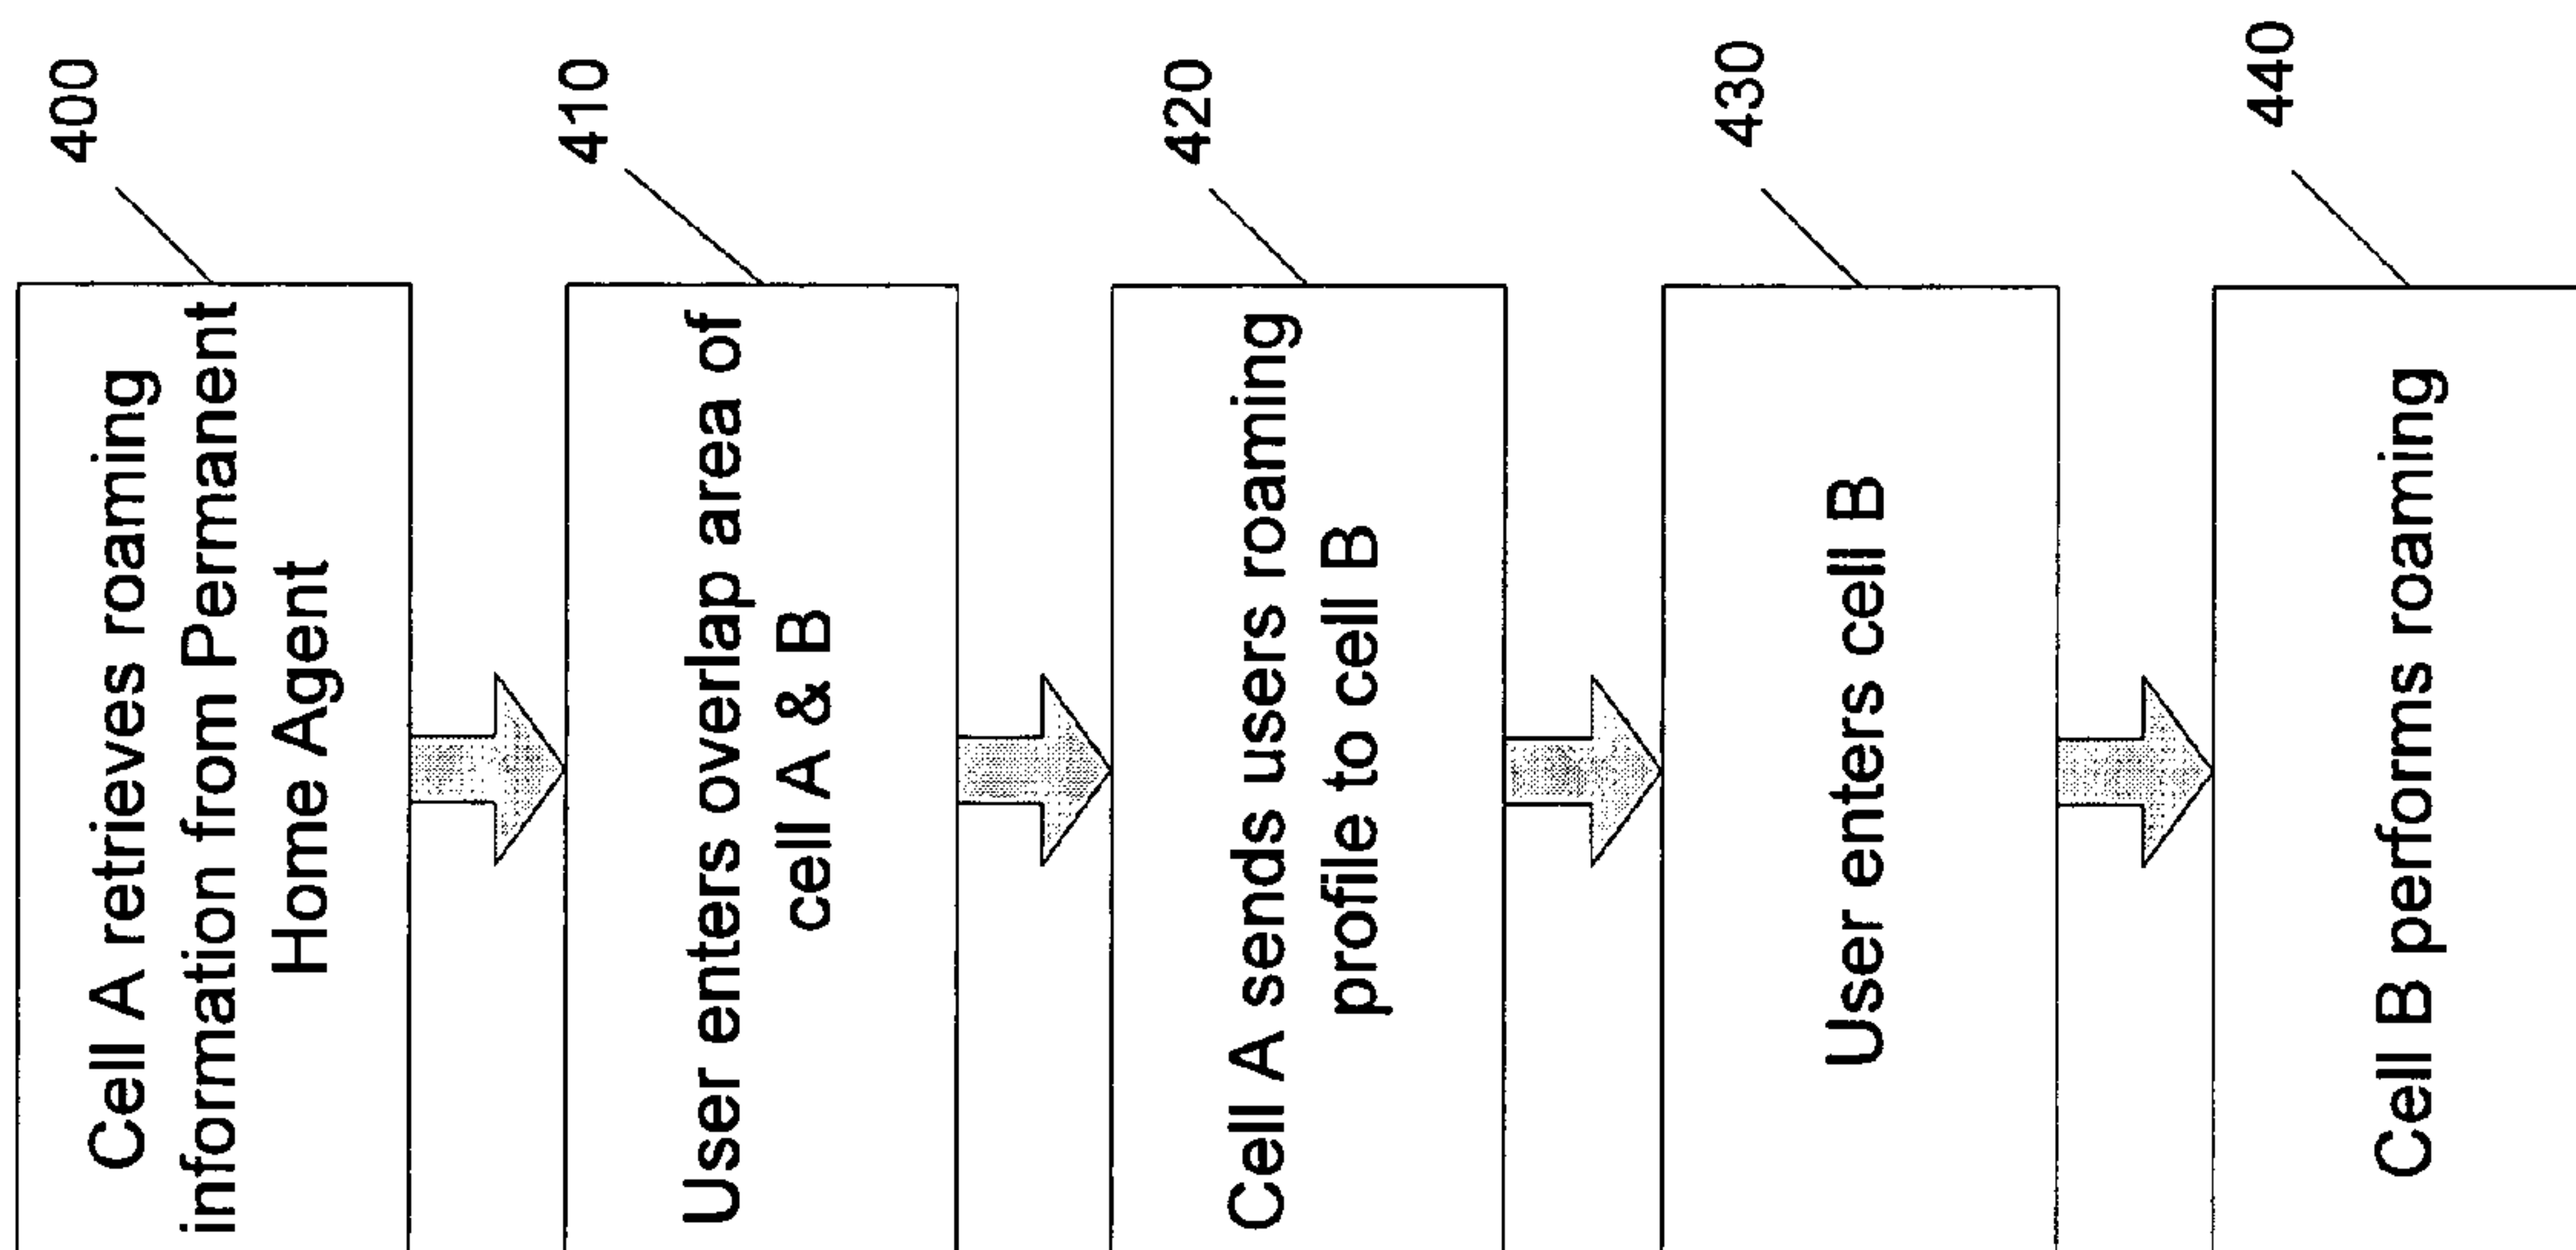 400
Cell A retrieves roaming
information from Permanent
Home Agent
410
User enters overlap area of
cell A & B
420
Cell A sends users roaming
profile to cell B
430
User enters cell B
440
Cell B performs roaming